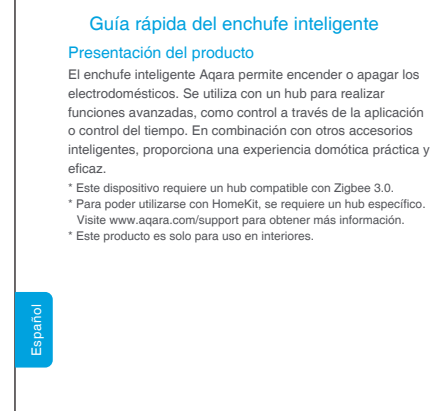 Guía rápida del enchufe inteligente
Presentación del producto
El enchufe inteligente Aqara permite encender o apagar los
electrodomésticos. Se utiliza con un hub para realizar
funciones avanzadas, como control a través de la aplicación
o control del tiempo. En combinación con otros accesorios
inteligentes, proporciona una experiencia domótica práctica y
eficaz.
* Este dispositivo requiere un hub compatible con Zigbee 3.0.
* Para poder utilizarse con HomeKit, se requiere un hub específico.
Visite www.aqara.com/support para obtener más información.
* Este producto es solo para uso en interiores.
Español